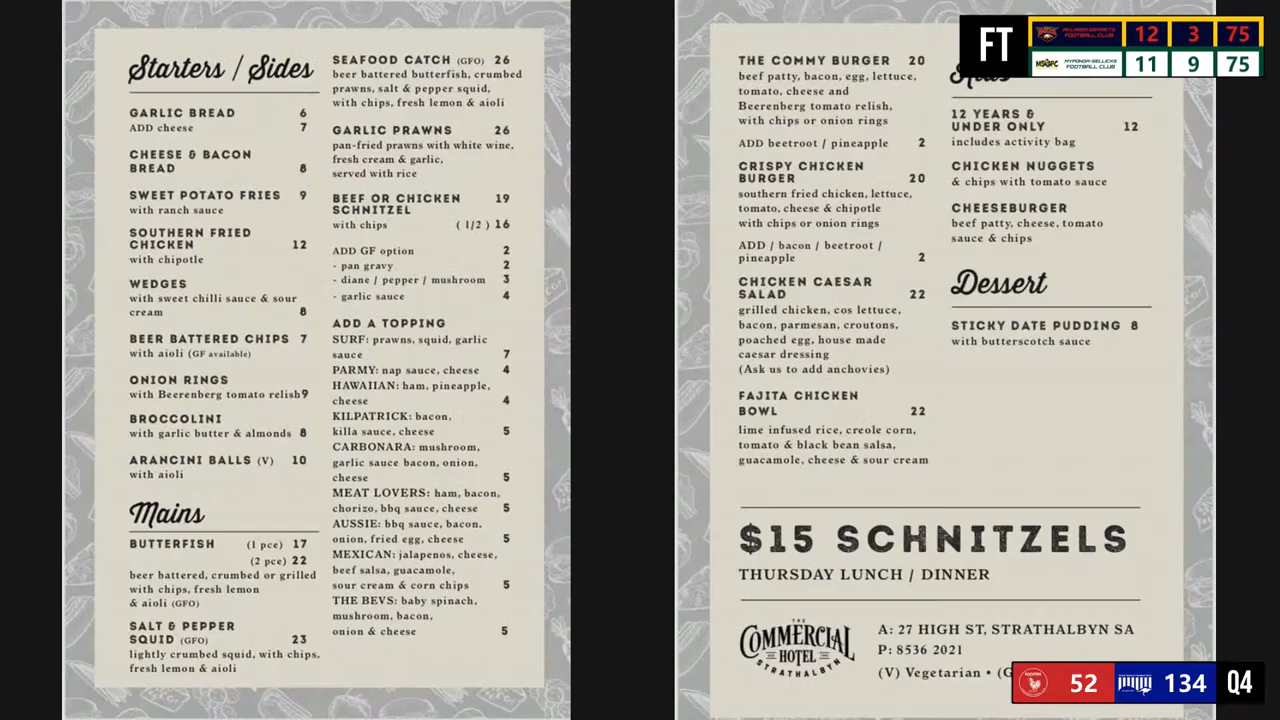 Starters / Sides
GARLIC BREAD 6
ADD cheese 7
CHEESE & BACON
BREAD 8
SWEET POTATO FRIES 9
with ranch sauce
SOUTHERN FRIED
CHICKEN 12
with chipotle
WEDGES
with sweet chilli sauce & sour
cream 8
BEER BATTERED CHIPS 7
with aioli (GF available)
ONION RINGS
with Beerenberg tomato relish 9
BROCCOLINI
with garlic butter & almonds 8
ARANCINI BALLS (V) 10
with aioli
Mains
BUTTERFISH (1 pce) 17
(2 pce) 22
beer battered, crumbed or grilled
with chips, fresh lemon
& aioli (GFO)
SALT & PEPPER
SQUID (GFO) 23
lightly crumbed squid, with chips,
fresh lemon & aioli
SEAFOOD CATCH (GFO) 26
beer battered butterfish, crumbed
prawns, salt & pepper squid,
with chips, fresh lemon & aioli
GARLIC PRAWNS 26
pan-fried prawns with white wine,
fresh cream & garlic,
served with rice
BEEF OR CHICKEN 19
SCHNITZEL
with chips ( 1/2 ) 16
ADD GF option 2
- pan gravy 2
- diane / pepper / mushroom 3
- garlic sauce 4
ADD A TOPPING
SURF: prawns, squid, garlic
sauce 7
PARMY: nap sauce, cheese 4
HAWAIIAN: ham, pineapple,
cheese 4
KILPATRICK: bacon,
killa sauce, cheese 5
CARBONARA: mushroom,
garlic sauce bacon, onion,
cheese 5
MEAT LOVERS: ham, bacon,
chorizo, bbq sauce, cheese 5
AUSSIE: bbq sauce, bacon,
onion, fried egg, cheese 5
MEXICAN: jalapenos, cheese,
beef salsa, guacamole,
sour cream & corn chips 5
THE BEVS: baby spinach,
mushroom, bacon,
onion & cheese 5
THE COMMY BURGER 20
beef patty, bacon, egg, lettuce,
tomato, cheese and
Beerenberg tomato relish,
with chips or onion rings
ADD beetroot / pineapple 2
CRISPY CHICKEN
BURGER 20
southern fried chicken, lettuce,
tomato, cheese & chipotle
with chips or onion rings
ADD / bacon / beetroot /
pineapple 2
CHICKEN CAESAR
SALAD 22
grilled chicken, cos lettuce,
bacon, parmesan, croutons,
poached egg, house made
caesar dressing
(Ask us to add anchovies)
FAJITA CHICKEN
BOWL 22
lime infused rice, creole corn,
tomato & black bean salsa,
guacamole, cheese & sour cream
12 YEARS &
UNDER ONLY 12
includes activity bag
CHICKEN NUGGETS
& chips with tomato sauce
CHEESEBURGER
beef patty, cheese, tomato
sauce & chips
Dessert
STICKY DATE PUDDING 8
with butterscotch sauce
$15 SCHNITZELS
THURSDAY LUNCH / DINNER
THE
COMMERCIAL
HOTEL
STRATHALBYN
A: 27 HIGH ST, STRATHALBYN SA
P: 8536 2021
(V) Vegetarian • (G
FT
MCLAREN DISTRICTS
FOOTBALL CLUB
12 3 75
MYPONGA-SELLICKS
FOOTBALL CLUB
11 9 75
52 134 Q4